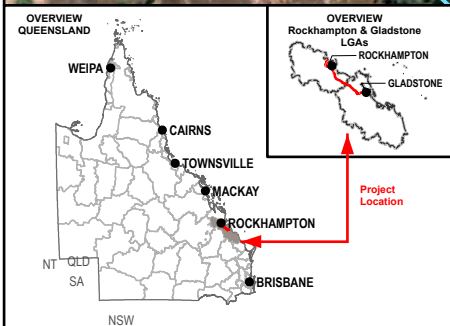 OVERVIEW
QUEENSLAND
WEIPA
CAIRNS
TOWNSVILLE
MACKAY
ROCKHAMPTON
BRISBANE
NT
QLD
SA
NSW
OVERVIEW
Rockhampton & Gladstone
LGAs
ROCKHAMPTON
GLADSTONE
Project
Location